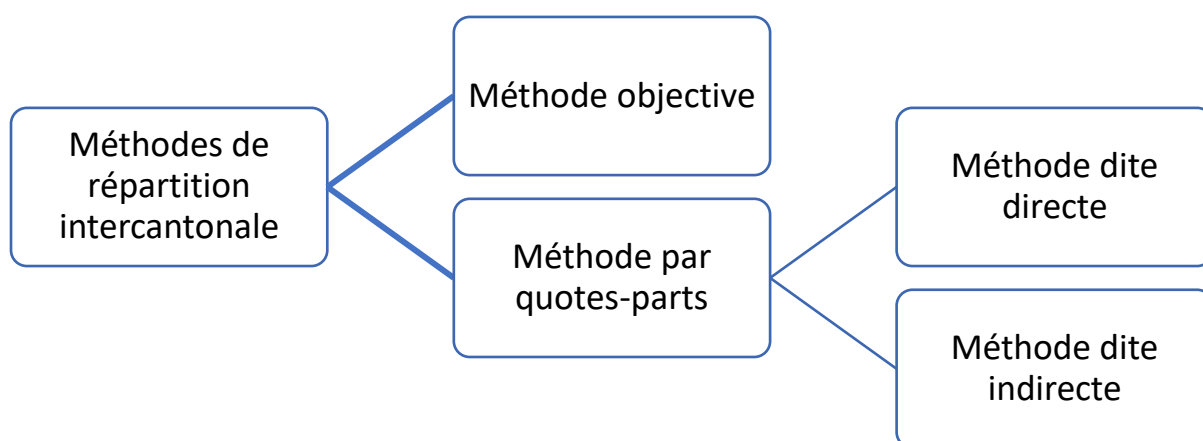 Méthodes de
répartition
intercantonale
Méthode objective
Méthode par
quotes-parts
Méthode dite
directe
Méthode dite
indirecte